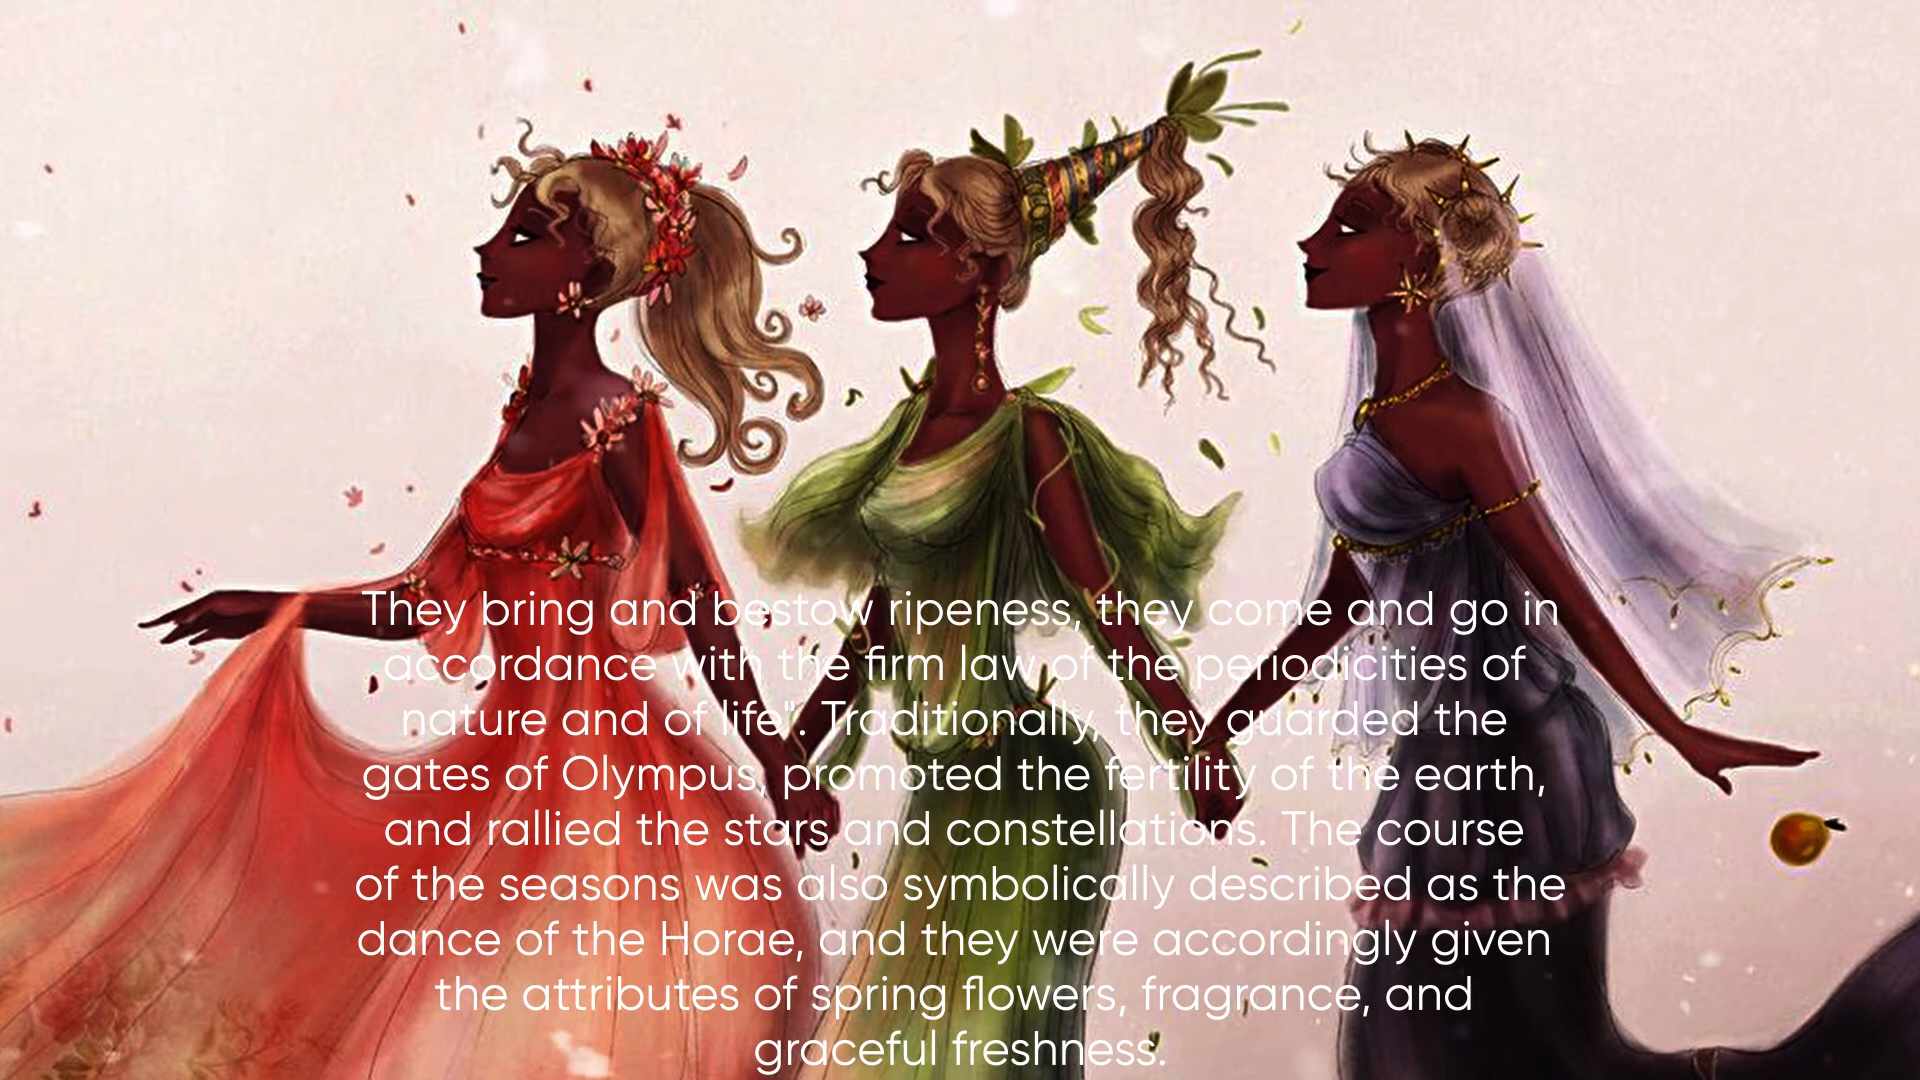 They bring and bestow ripeness, they come and go in
accordance with the firm law of the periodicities of
nature and of life". Traditionally, they guarded the
gates of Olympus, promoted the fertility of the earth,
and rallied the stars and constellations. The course
of the seasons was also symbolically described as the
dance of the Horae, and they were accordingly given
the attributes of spring flowers, fragrance, and
graceful freshness.